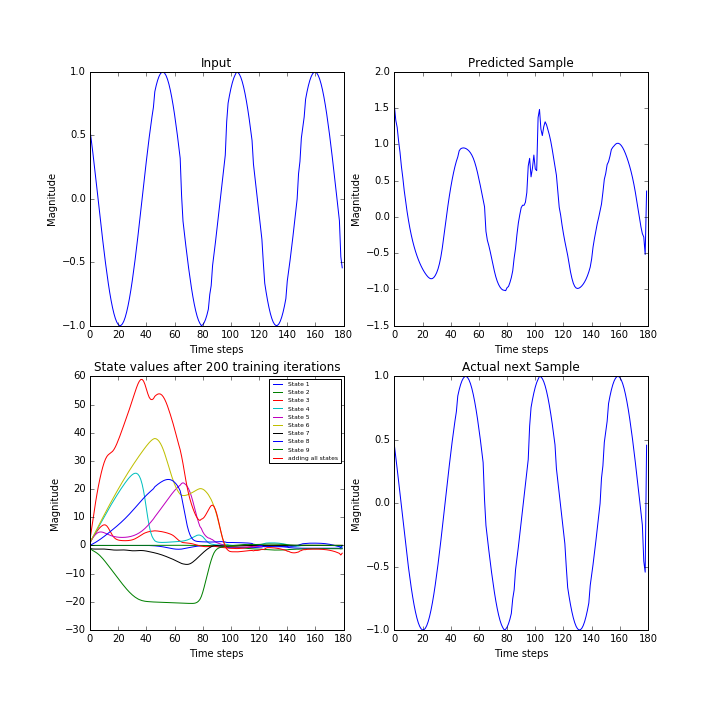 Input
1.0
0.5
0.0
−0.5
−1.0
Magnitude
0 20 40 60 80 100 120 140 160 180
Time steps
Predicted Sample
2.0
1.5
1.0
0.5
0.0
−0.5
−1.0
−1.5
Magnitude
0 20 40 60 80 100 120 140 160 180
Time steps
State values after 200 training iterations
60
50
40
30
20
10
0
−10
−20
−30
Magnitude
State 1
State 2
State 3
State 4
State 5
State 6
State 7
State 8
State 9
adding all states
0 20 40 60 80 100 120 140 160 180
Time steps
Actual next Sample
1.0
0.5
0.0
−0.5
−1.0
Magnitude
0 20 40 60 80 100 120 140 160 180
Time steps